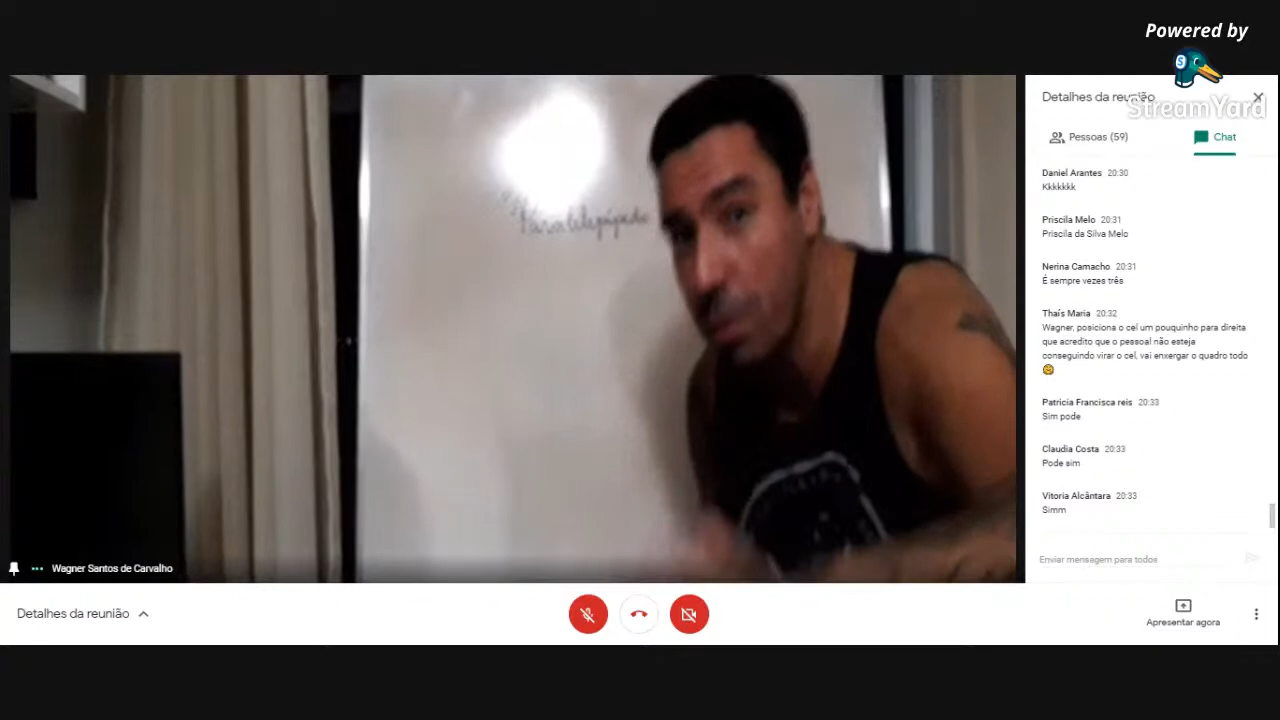 Powered by
StreamYard
Paralelepípedo
Wagner Santos de Carvalho
Detalhes da reunião
Pessoas (59)
Chat
Daniel Arantes 20:30
Kkkkkkk
Priscila Melo 20:31
Priscila da Silva Melo
Nerina Camacho 20:31
É sempre vezes três
Thaís Maria 20:32
Wagner, posiciona o cel um pouquinho para direita
que acredito que o pessoal não esteja
conseguindo virar o cel, vai enxergar o quadro todo
Patricia Francisca reis 20:33
Sim pode
Claudia Costa 20:33
Pode sim
Vitoria Alcântara 20:33
Simm
Enviar mensagem para todos
Detalhes da reunião
Apresentar agora